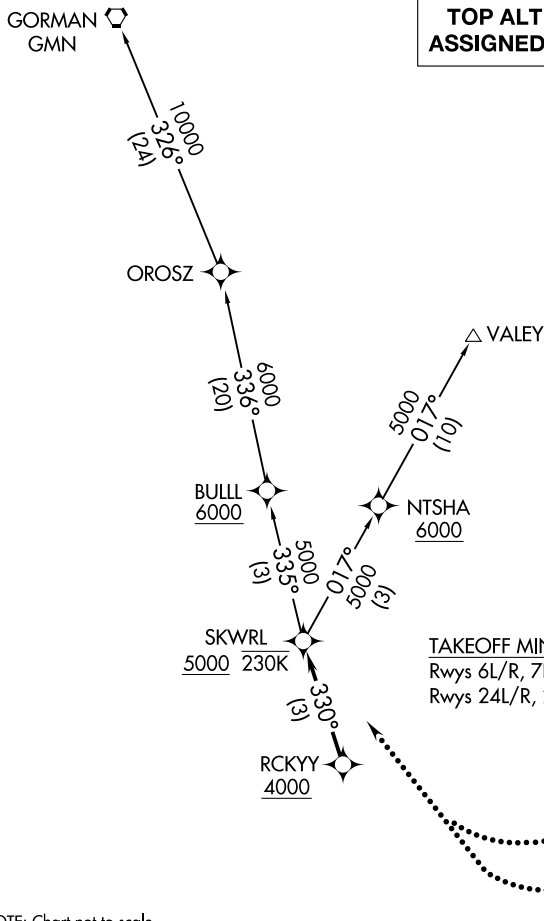 GORMAN
GMN
TOP ALT
ASSIGNED
10000
326°
(24)
OROSZ
VALEY
6000
336°
(20)
5000
017°
(10)
BULLL
6000
NTSHA
6000
5000
335°
(3)
017°
5000
(3)
SKWRL
5000 230K
TAKEOFF MIN
Rwys 6L/R, 7
Rwys 24L/R,
330°
(3)
RCKYY
4000
OTE: Chart not to scale